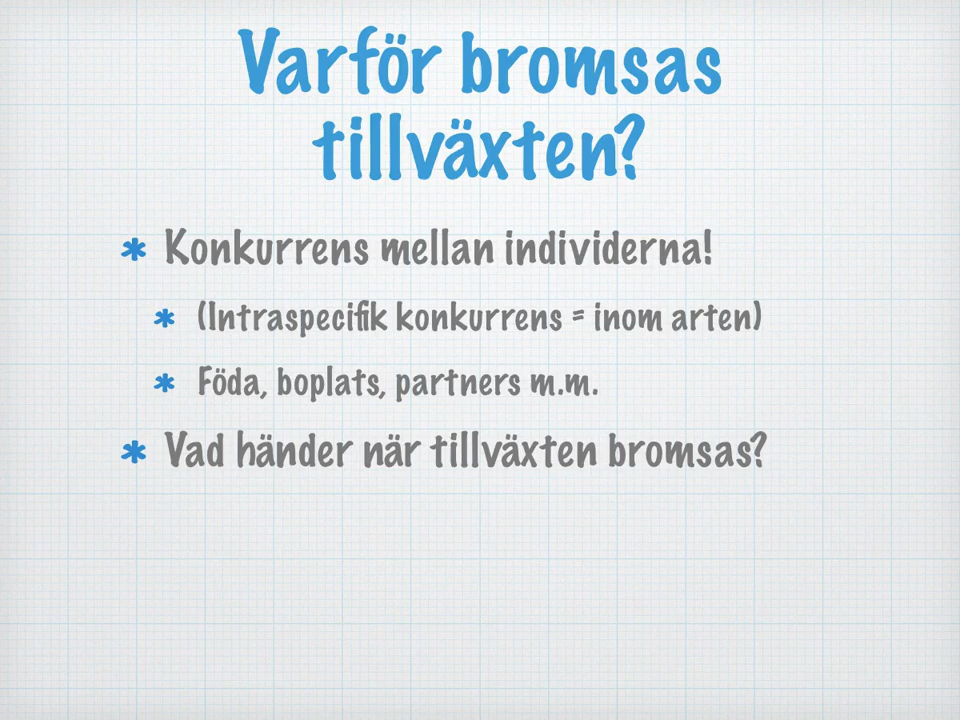 Varför bromsas
tillväxten?
Konkurrens mellan individerna!
(Intraspecifik konkurrens = inom arten)
Föda, boplats, partners m.m.
Vad händer när tillväxten bromsas?